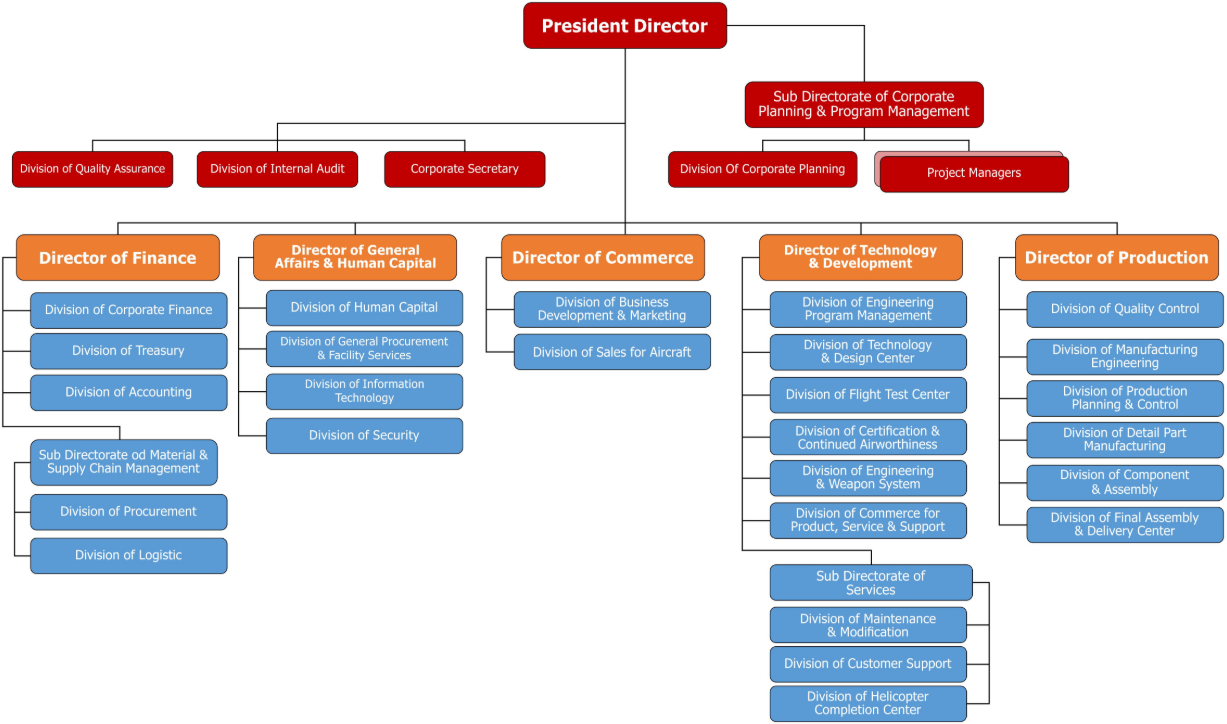 President Director
Sub Directorate of Corporate
Planning & Program Management
Division of Quality Assurance
Division of Internal Audit
Corporate Secretary
Division Of Corporate Planning
Project Managers
Director of Finance
Division of Corporate Finance
Division of Treasury
Division of Accounting
Sub Directorate od Material &
Supply Chain Management
Division of Procurement
Division of Logistic
Director of General
Affairs & Human Capital
Division of Human Capital
Division of General Procurement
& Facility Services
Division of Information
Technology
Division of Security
Director of Commerce
Division of Business
Development & Marketing
Division of Sales for Aircraft
Director of Technology
& Development
Division of Engineering
Program Management
Division of Technology
& Design Center
Division of Flight Test Center
Division of Certification &
Continued Airworthiness
Division of Engineering
& Weapon System
Division of Commerce for
Product, Service & Support
Sub Directorate of
Services
Division of Maintenance
& Modification
Division of Customer Support
Division of Helicopter
Completion Center
Director of Production
Division of Quality Control
Division of Manufacturing
Engineering
Division of Production
Planning & Control
Division of Detail Part
Manufacturing
Division of Component
& Assembly
Division of Final Assembly
& Delivery Center